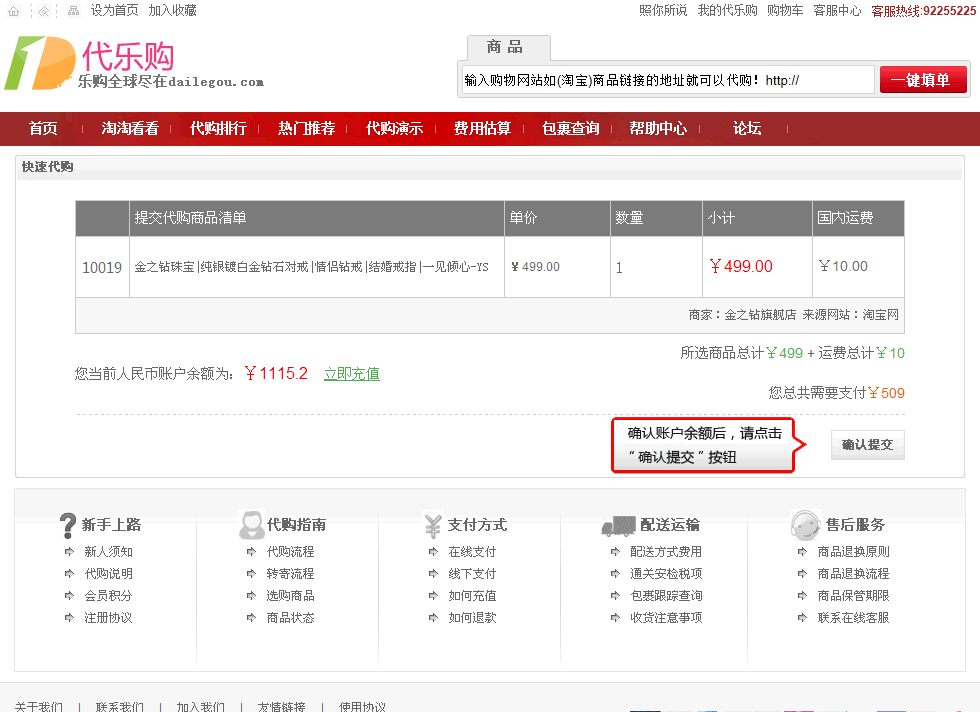 设为首页 加入收藏 照你所说 我的代乐购 购物车 客服中心 客服热线:92255225
代乐购
乐购全球尽在dailegou.com
商 品
输入购物网站如(淘宝)商品链接的地址就可以代购！http:// 一键填单
首页 淘淘看看 代购排行 热门推荐 代购演示 费用估算 包裹查询 帮助中心 论坛
快速代购
提交代购商品清单 单价 数量 小计 国内运费
10019 金之钻珠宝|纯银镀白金钻石对戒|情侣钻戒|结婚戒指|一见倾心-YS ¥ 499.00 1 ￥499.00 ￥10.00
商家：金之钻旗舰店 来源网站：淘宝网
所选商品总计￥499 + 运费总计￥10
您当前人民币账户余额为： ￥1115.2 立即充值
您总共需要支付￥509
确认账户余额后，请点击
“确认提交”按钮
确认提交
新手上路 代购指南 支付方式 配送运输 售后服务
新人须知 代购流程 在线支付 配送方式费用 商品退换原则
代购说明 转寄流程 线下支付 通关安检税项 商品退换流程
会员积分 选购商品 如何充值 包裹跟踪查询 商品保管期限
注册协议 商品状态 如何退款 收货注意事项 联系在线客服
关于我们 | 联系我们 | 加入我们 | 友情链接 | 使用协议